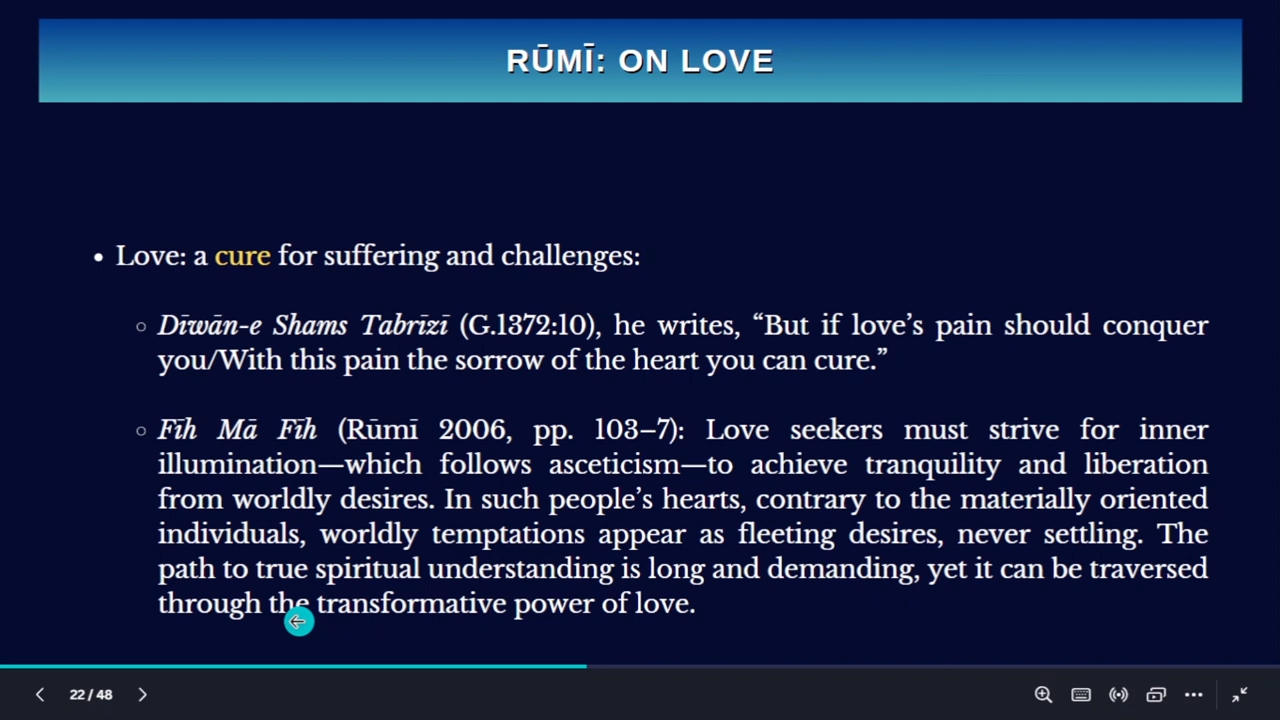 RŪMĪ: ON LOVE
• Love: a cure for suffering and challenges:
○ Dīwān-e Shams Tabrīzī (G.1372:10), he writes, “But if love’s pain should conquer
you/With this pain the sorrow of the heart you can cure.”
○ Fīh Mā Fīh (Rūmī 2006, pp. 103–7): Love seekers must strive for inner
illumination—which follows asceticism—to achieve tranquility and liberation
from worldly desires. In such people’s hearts, contrary to the materially oriented
individuals, worldly temptations appear as fleeting desires, never settling. The
path to true spiritual understanding is long and demanding, yet it can be traversed
through the transformative power of love.
22 / 48